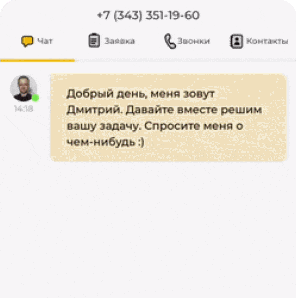 +7 (343) 351-19-60
Чат Заявка Звонки Контакты
14:18
Добрый день, меня зовут
Дмитрий. Давайте вместе решим
вашу задачу. Спросите меня о
чем-нибудь :)